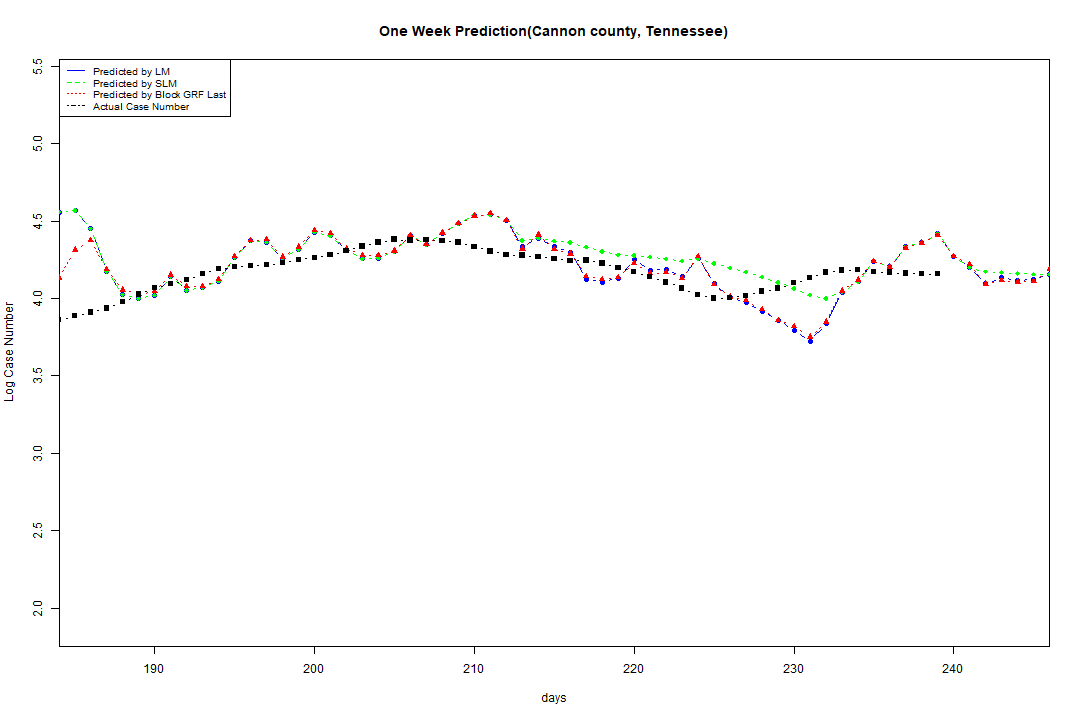 One Week Prediction(Cannon county, Tennessee)
Predicted by LM
Predicted by SLM
Predicted by Block GRF Last
Actual Case Number
Log Case Number
5.5
5.0
4.5
4.0
3.5
3.0
2.5
2.0
190 200 210 220 230 240
days